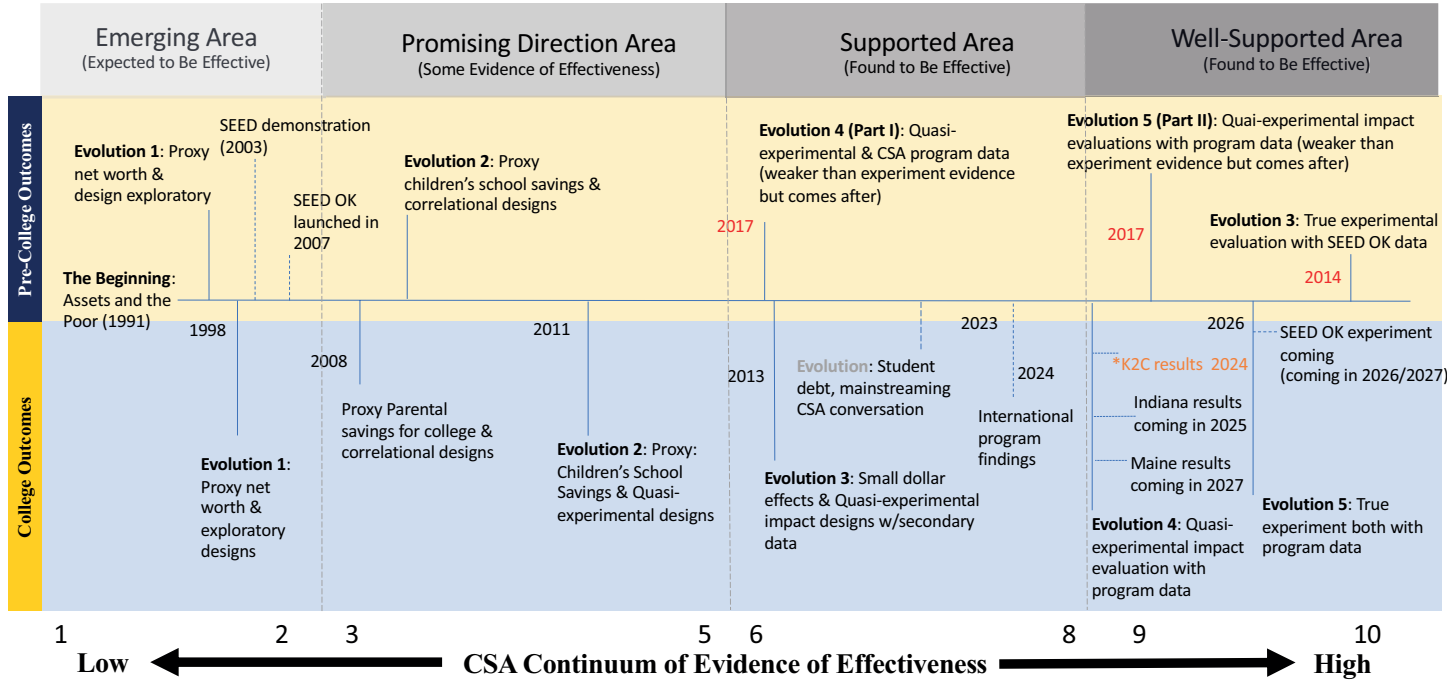 Emerging Area
(Expected to Be Effective)
Promising Direction Area
(Some Evidence of Effectiveness)
Supported Area
(Found to Be Effective)
Well-Supported Area
(Found to Be Effective)
Pre-College Outcomes
SEED demonstration
(2003)
Evolution 1: Proxy
net worth &
design exploratory
SEED OK
launched in
2007
The Beginning:
Assets and the
Poor (1991)
Evolution 2: Proxy
children's school savings &
correlational designs
Evolution 4 (Part I): Quasi-
experimental & CSA program data
(weaker than experiment evidence
but comes after)
2017
Evolution 5 (Part II): Quai-experimental impact
evaluations with program data (weaker than
experiment evidence but comes after)
2017
Evolution 3: True experimental
evaluation with SEED OK data
2014
College Outcomes
1998
Evolution 1:
Proxy net
worth &
exploratory
designs
2008
Proxy Parental
savings for college &
correlational designs
2011
Evolution 2: Proxy:
Children's School
Savings & Quasi-
experimental designs
2013
Evolution 3: Small dollar
effects & Quasi-experimental
impact designs w/secondary
data
Evolution: Student
debt, mainstreaming
CSA conversation
2023
2024
International
program
findings
*K2C results 2024
Indiana results
coming in 2025
Maine results
coming in 2027
Evolution 4: Quasi-
experimental impact
evaluation with
program data
2026
SEED OK experiment
coming
(coming in 2026/2027)
Evolution 5: True
experiment both with
program data
1 2 3 5 6 8 9 10
Low CSA Continuum of Evidence of Effectiveness High